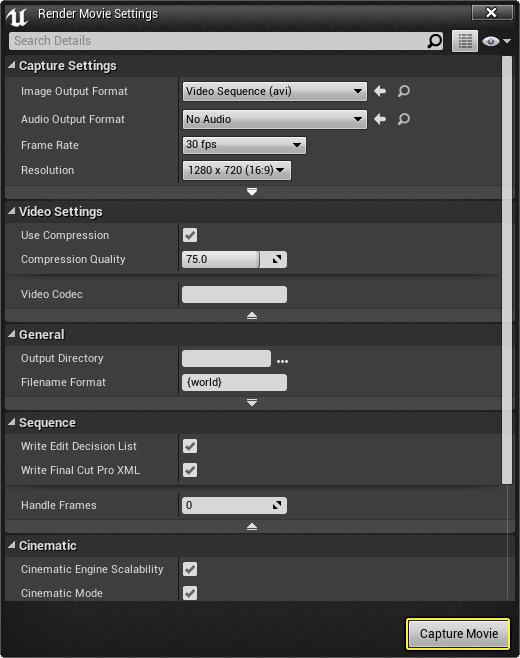 Render Movie Settings
Search Details
Capture Settings
Image Output Format
Video Sequence (avi)
Audio Output Format
No Audio
Frame Rate
30 fps
Resolution
1280 x 720 (16:9)
Video Settings
Use Compression
Compression Quality
75.0
Video Codec
General
Output Directory
...
Filename Format
{world}
Sequence
Write Edit Decision List
Write Final Cut Pro XML
Handle Frames
0
Cinematic
Cinematic Engine Scalability
Cinematic Mode
Capture Movie